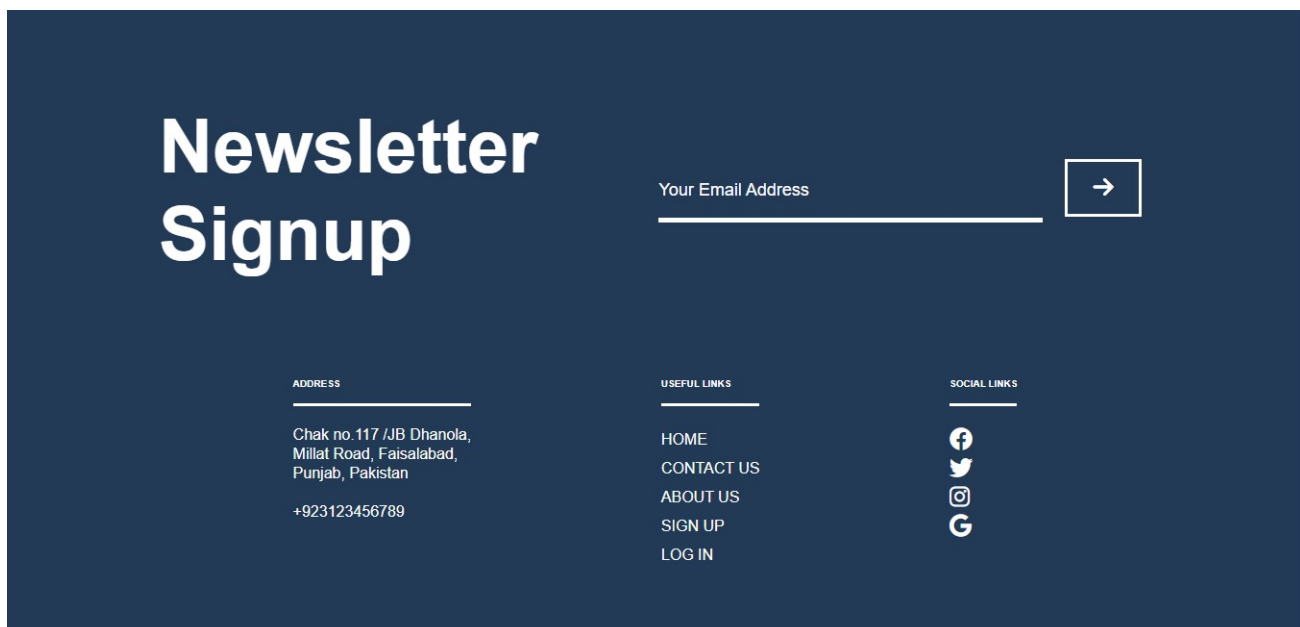 Newsletter
Signup
Your Email Address
ADDRESS
Chak no.117 /JB Dhanola,
Millat Road, Faisalabad,
Punjab, Pakistan
+923123456789
USEFUL LINKS
HOME
CONTACT US
ABOUT US
SIGN UP
LOG IN
SOCIAL LINKS